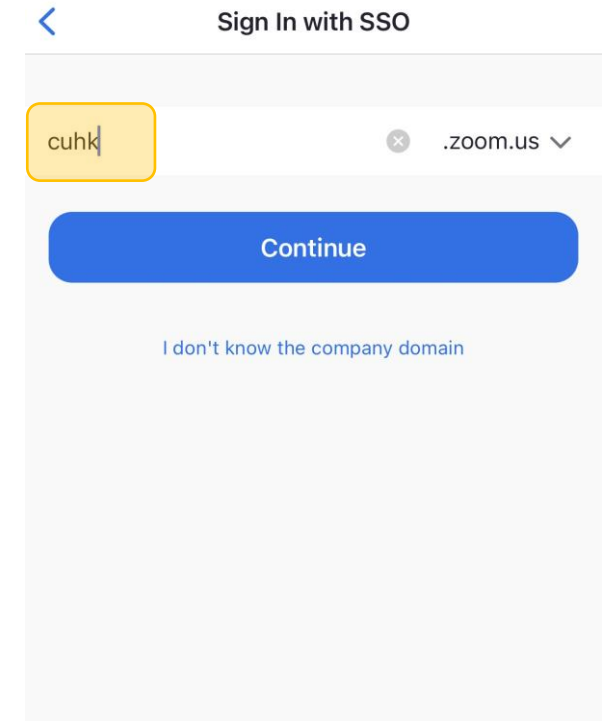 Sign In with SSO
cuhk .zoom.us
Continue
I don't know the company domain